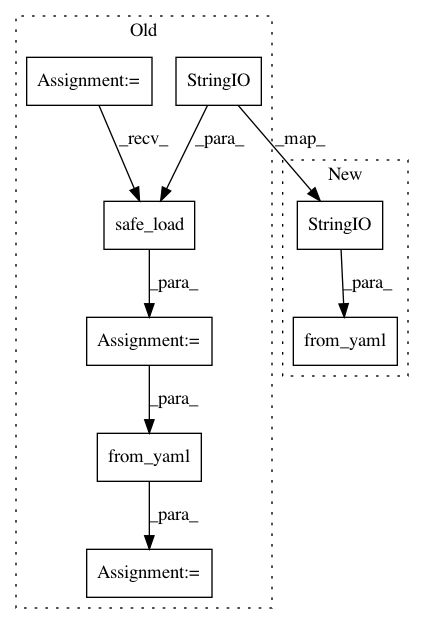 Old
Assignment:=
StringIO
_recv_
_para_
_map_
New
safe_load
StringIO
_para_
_para_
Assignment:=
from_yaml
_para_
from_yaml
_para_
Assignment:=